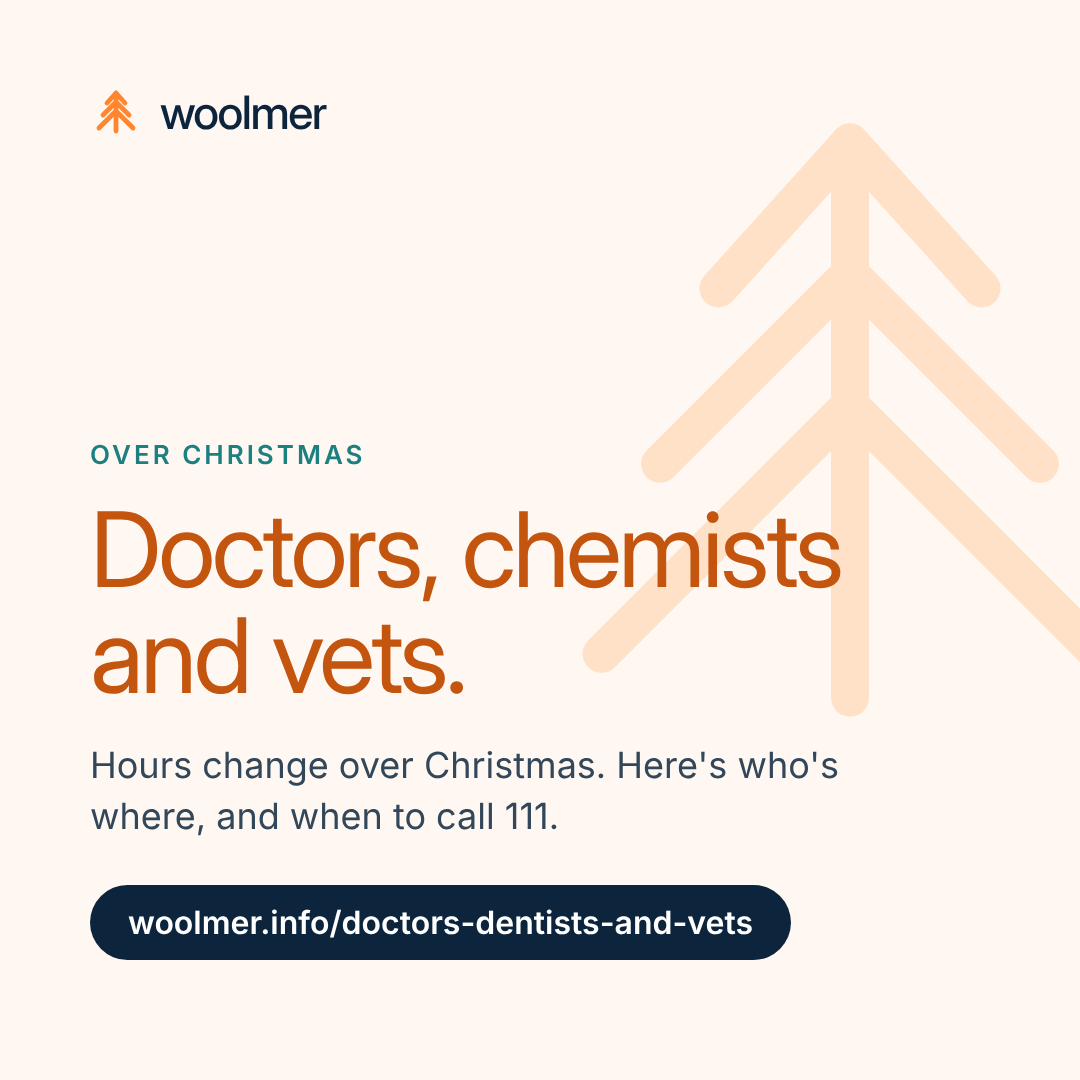 woolmer
OVER CHRISTMAS
Doctors, chemists
and vets.
Hours change over Christmas. Here's who's
where, and when to call 111.
woolmer.info/doctors-dentists-and-vets